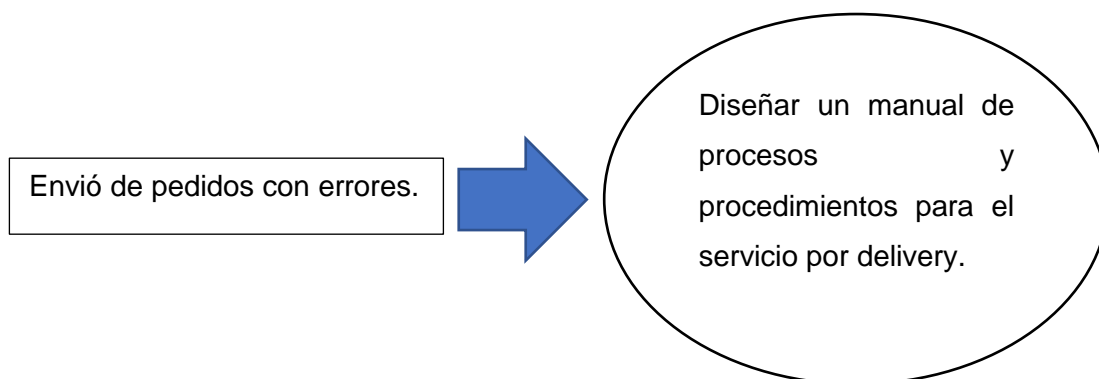 Envió de pedidos con errores.
Diseñar un manual de
procesos y
procedimientos para el
servicio por delivery.